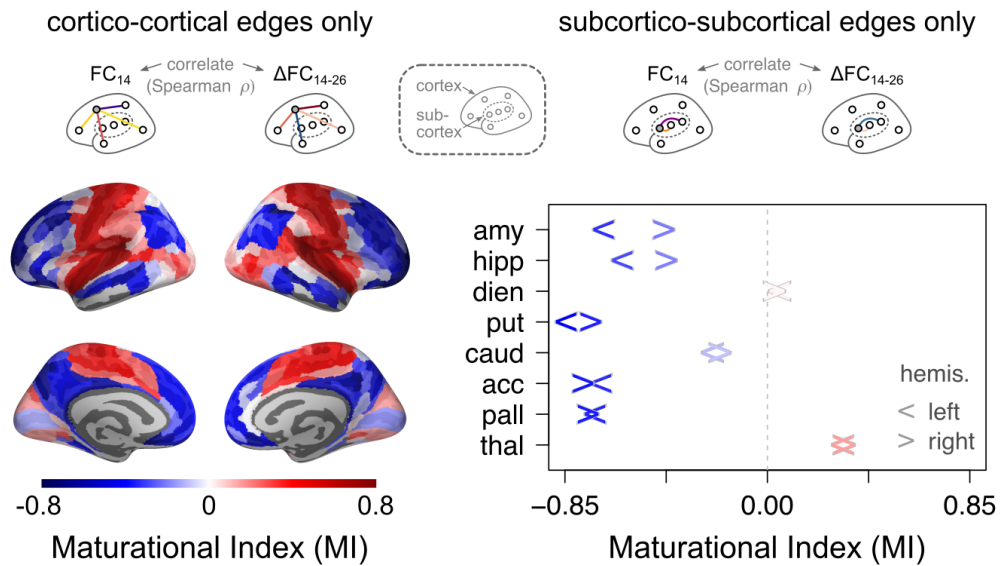 cortico-cortical edges only
subcortico-subcortical edges only
FC14
correlate
(Spearman ρ)
ΔFC14-26
cortex
sub-
cortex
FC14
correlate
(Spearman ρ)
ΔFC14-26
-0.8
0
0.8
Maturational Index (MI)
amy
hipp
dien
put
caud
acc
pall
thal
hemis.
< left
> right
−0.85
0.00
0.85
Maturational Index (MI)